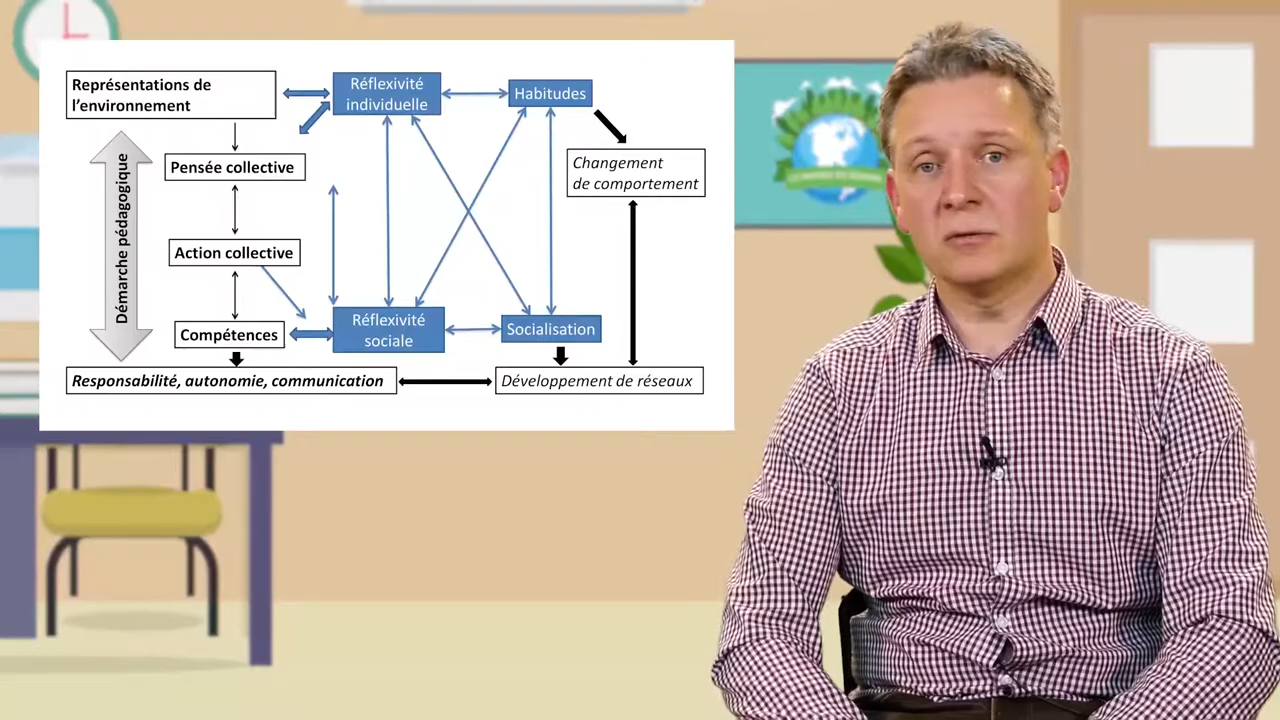 Représentations de
l’environnement
Réflexivité
individuelle
Habitudes
Pensée collective
Changement
de comportement
Démarche pédagogique
Action collective
Réflexivité
sociale
Socialisation
Compétences
Responsabilité, autonomie, communication
Développement de réseaux